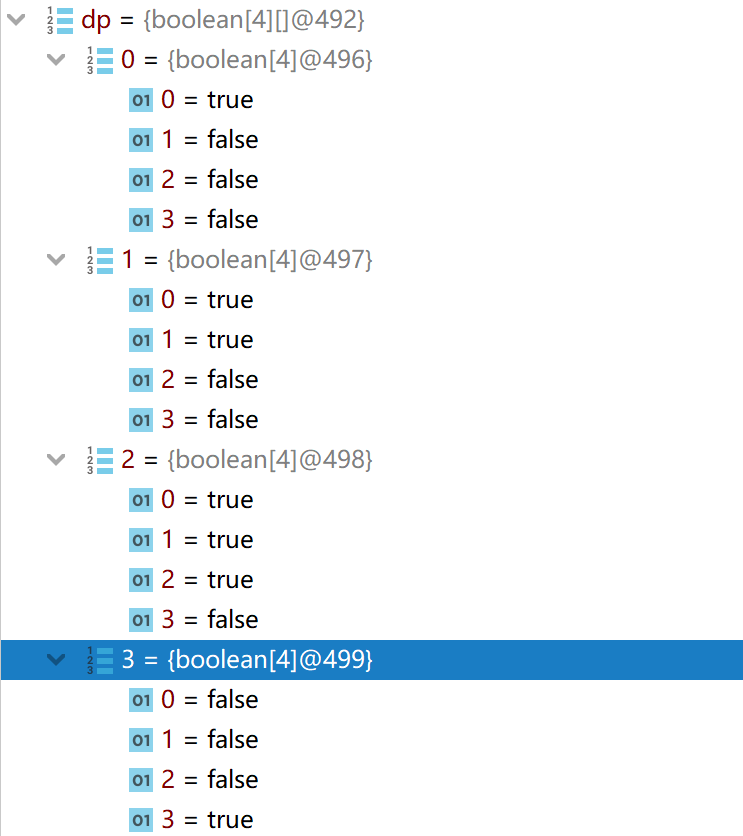 dp = {boolean[4][]@492}
0 = {boolean[4]@496}
01 0 = true
01 1 = false
01 2 = false
01 3 = false
1 = {boolean[4]@497}
01 0 = true
01 1 = true
01 2 = false
01 3 = false
2 = {boolean[4]@498}
01 0 = true
01 1 = true
01 2 = true
01 3 = false
3 = {boolean[4]@499}
01 0 = false
01 1 = false
01 2 = false
01 3 = true